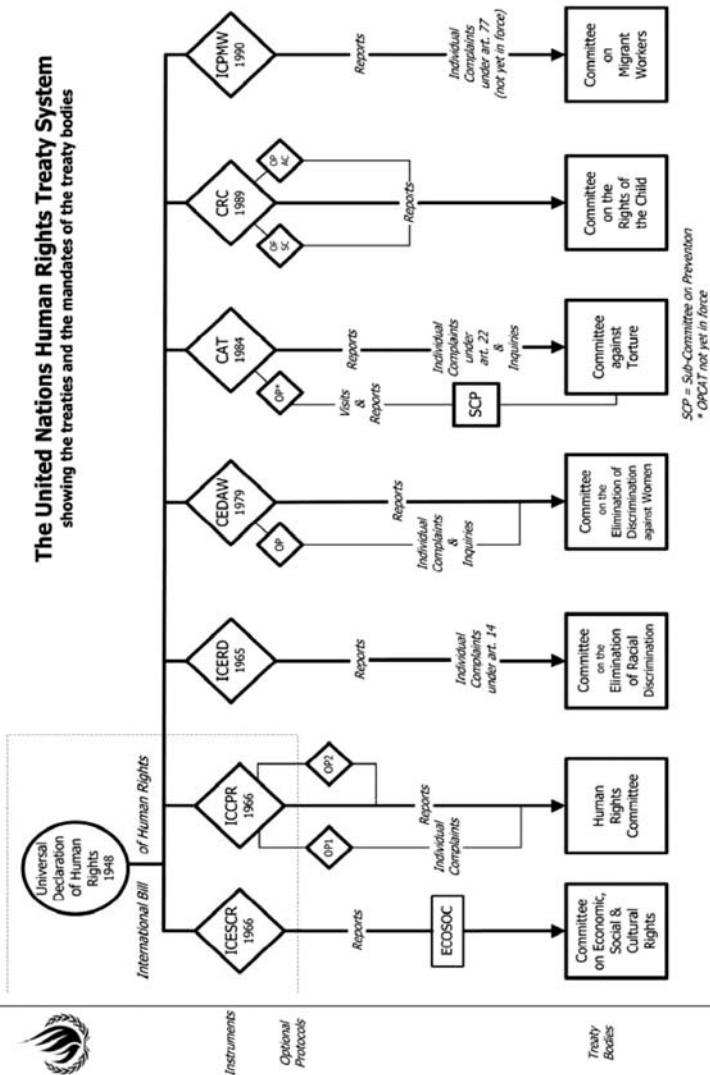 The United Nations Human Rights Treaty System
showing the treaties and the mandates of the treaty bodies
Universal
Declaration
of Human
Rights
1948
International Bill of Human Rights
Instruments
ICESCR
1966
ICCPR
1966
ICERD
1965
CEDAW
1979
CAT
1984
CRC
1989
ICPMW
1990
Optional
Protocols
OP1
OP2
OP
OP*
OP
SC
OP
AC
Reports
ECOSOC
Reports
Individual
Complaints
Reports
Individual
Complaints
under art. 14
Reports
Individual
Complaints
&
Inquiries
Visits
&
Reports
SCP
Reports
Individual
Complaints
under
art. 22
&
Inquiries
Reports
Reports
Individual
Complaints
under art. 77
(not yet in force)
Treaty
Bodies
Committee
on Economic,
Social &
Cultural
Rights
Human
Rights
Committee
Committee
on the
Elimination
of Racial
Discrimination
Committee
on the
Elimination of
Discrimination
against Women
Committee
against
Torture
Committee
on the
Rights of
the Child
Committee
on
Migrant
Workers
SCP = Sub-Committee on Prevention
* OPCAT not yet in force